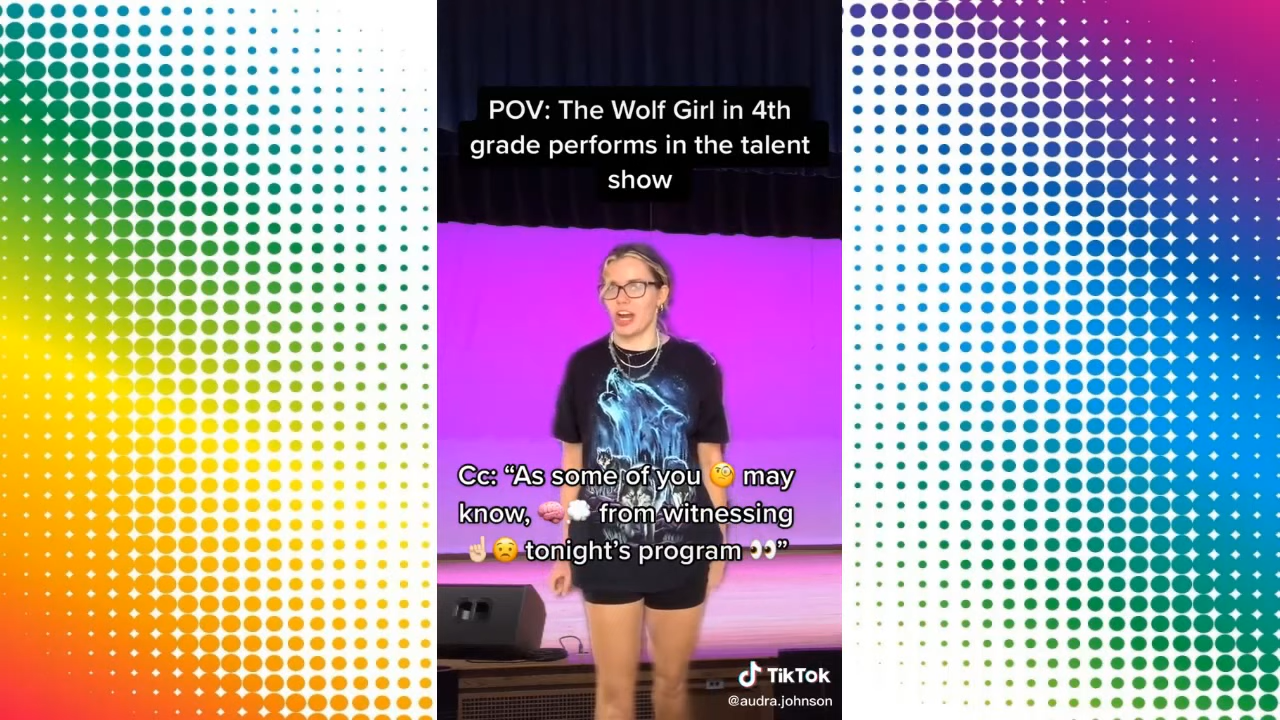 POV: The Wolf Girl in 4th
grade performs in the talent
show
Cc: “As some of you 🧐 may
know, 🧠💭 from witnessing
☝🏼😟 tonight’s program 👀”
TikTok
@audra.johnson